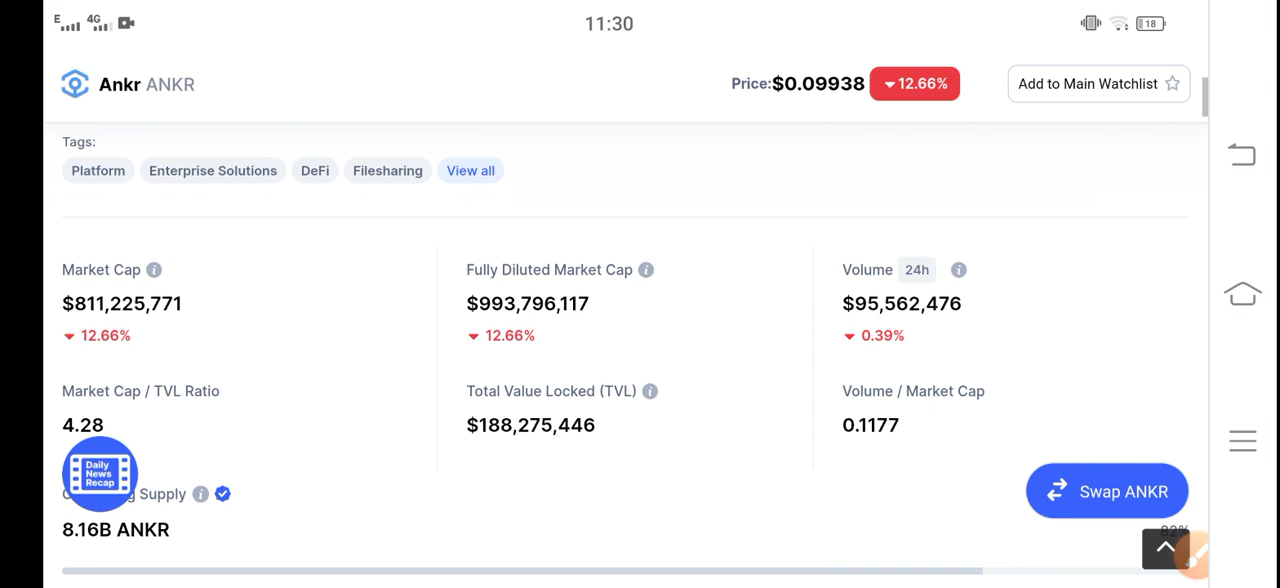 E 4G 11:30 18
Ankr ANKR Price:$0.09938 12.66% Add to Main Watchlist
Tags:
Platform Enterprise Solutions DeFi Filesharing View all
Market Cap Fully Diluted Market Cap Volume 24h
$811,225,771 $993,796,117 $95,562,476
12.66% 12.66% 0.39%
Market Cap / TVL Ratio Total Value Locked (TVL) Volume / Market Cap
4.28 $188,275,446 0.1177
Daily
News
Recap
Supply
Swap ANKR
8.16B ANKR 82%